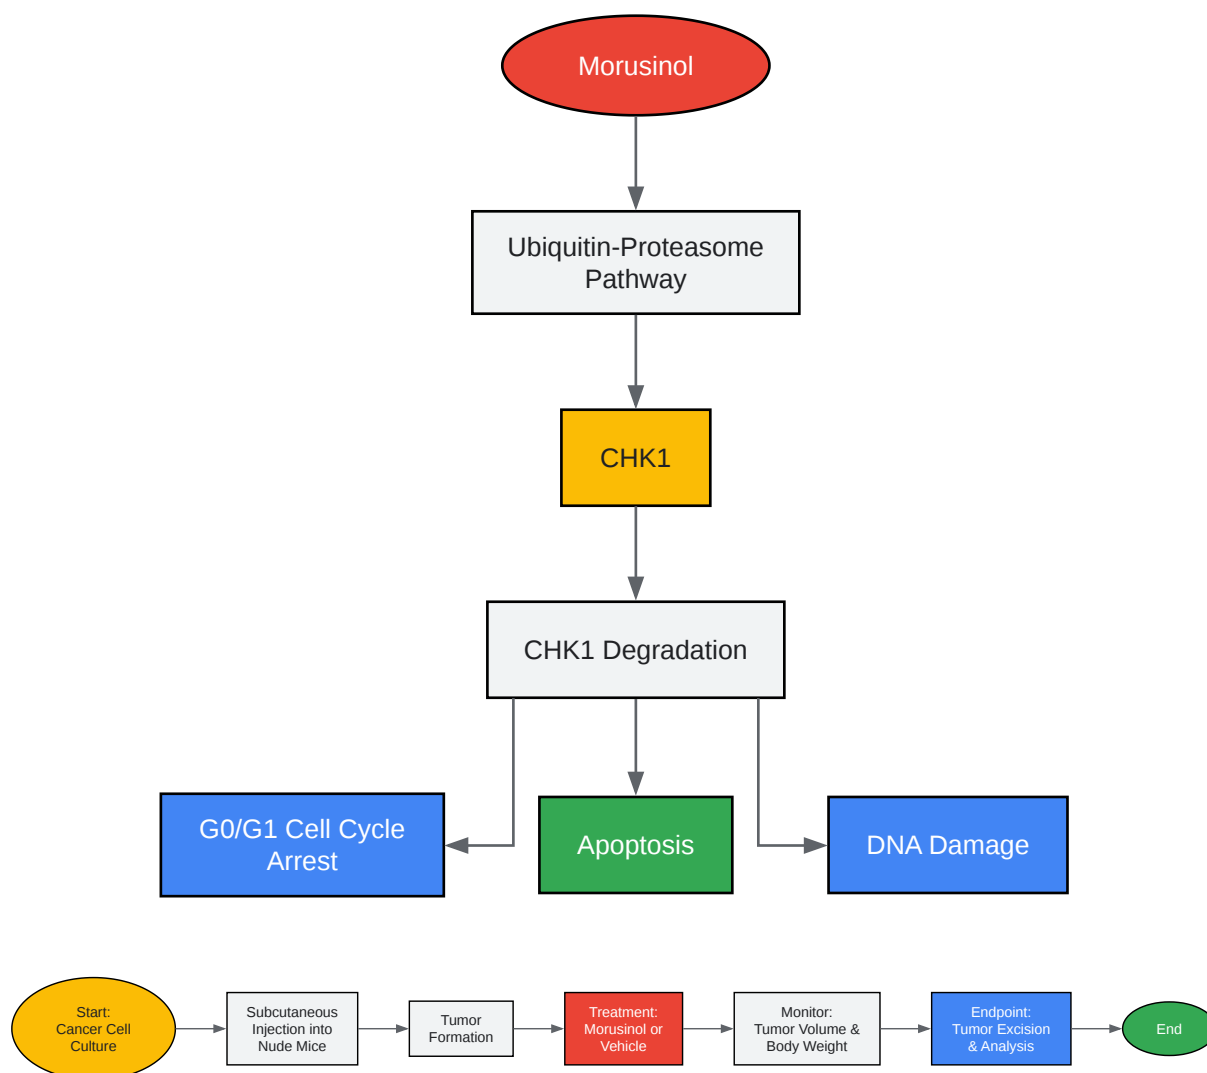 Morusinol
Ubiquitin-Proteasome
Pathway
CHK1
CHK1 Degradation
G0/G1 Cell Cycle
Arrest
Apoptosis
DNA Damage
Start:
Cancer Cell
Culture
Subcutaneous
Injection into
Nude Mice
Tumor
Formation
Treatment:
Morusinol or
Vehicle
Monitor:
Tumor Volume &
Body Weight
Endpoint:
Tumor Excision
& Analysis
End